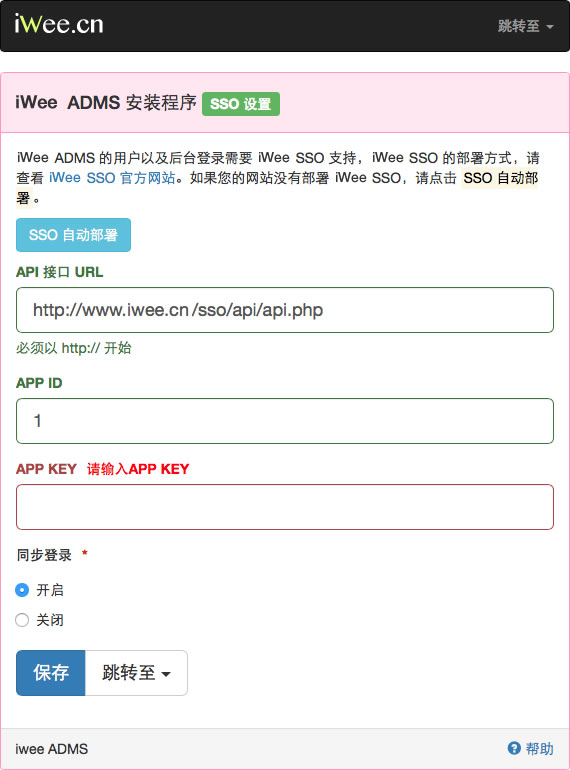 iWee.cn 跳转至
iWee ADMS 安装程序 SSO 设置
iWee ADMS 的用户以及后台登录需要 iWee SSO 支持，iWee SSO 的部署方式，请
查看 iWee SSO 官方网站。如果您的网站没有部署 iWee SSO，请点击 SSO 自动部
署 。
SSO 自动部署
API 接口 URL
http://www.iwee.cn/sso/api/api.php
必须以 http:// 开始
APP ID
1
APP KEY 请输入APP KEY
同步登录 *
开启
关闭
保存 跳转至
iwee ADMS 帮助